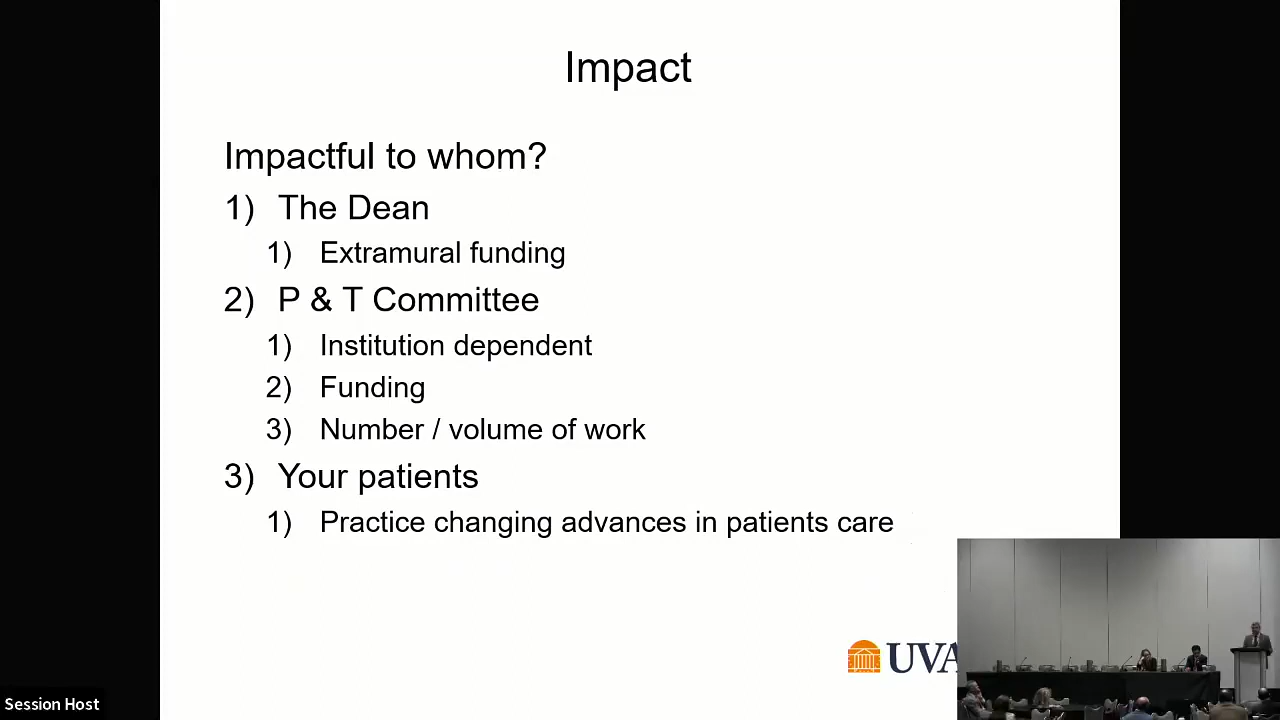 Impact
Impactful to whom?
1) The Dean
1) Extramural funding
2) P & T Committee
1) Institution dependent
2) Funding
3) Number / volume of work
3) Your patients
1) Practice changing advances in patients care
UVA
Session Host